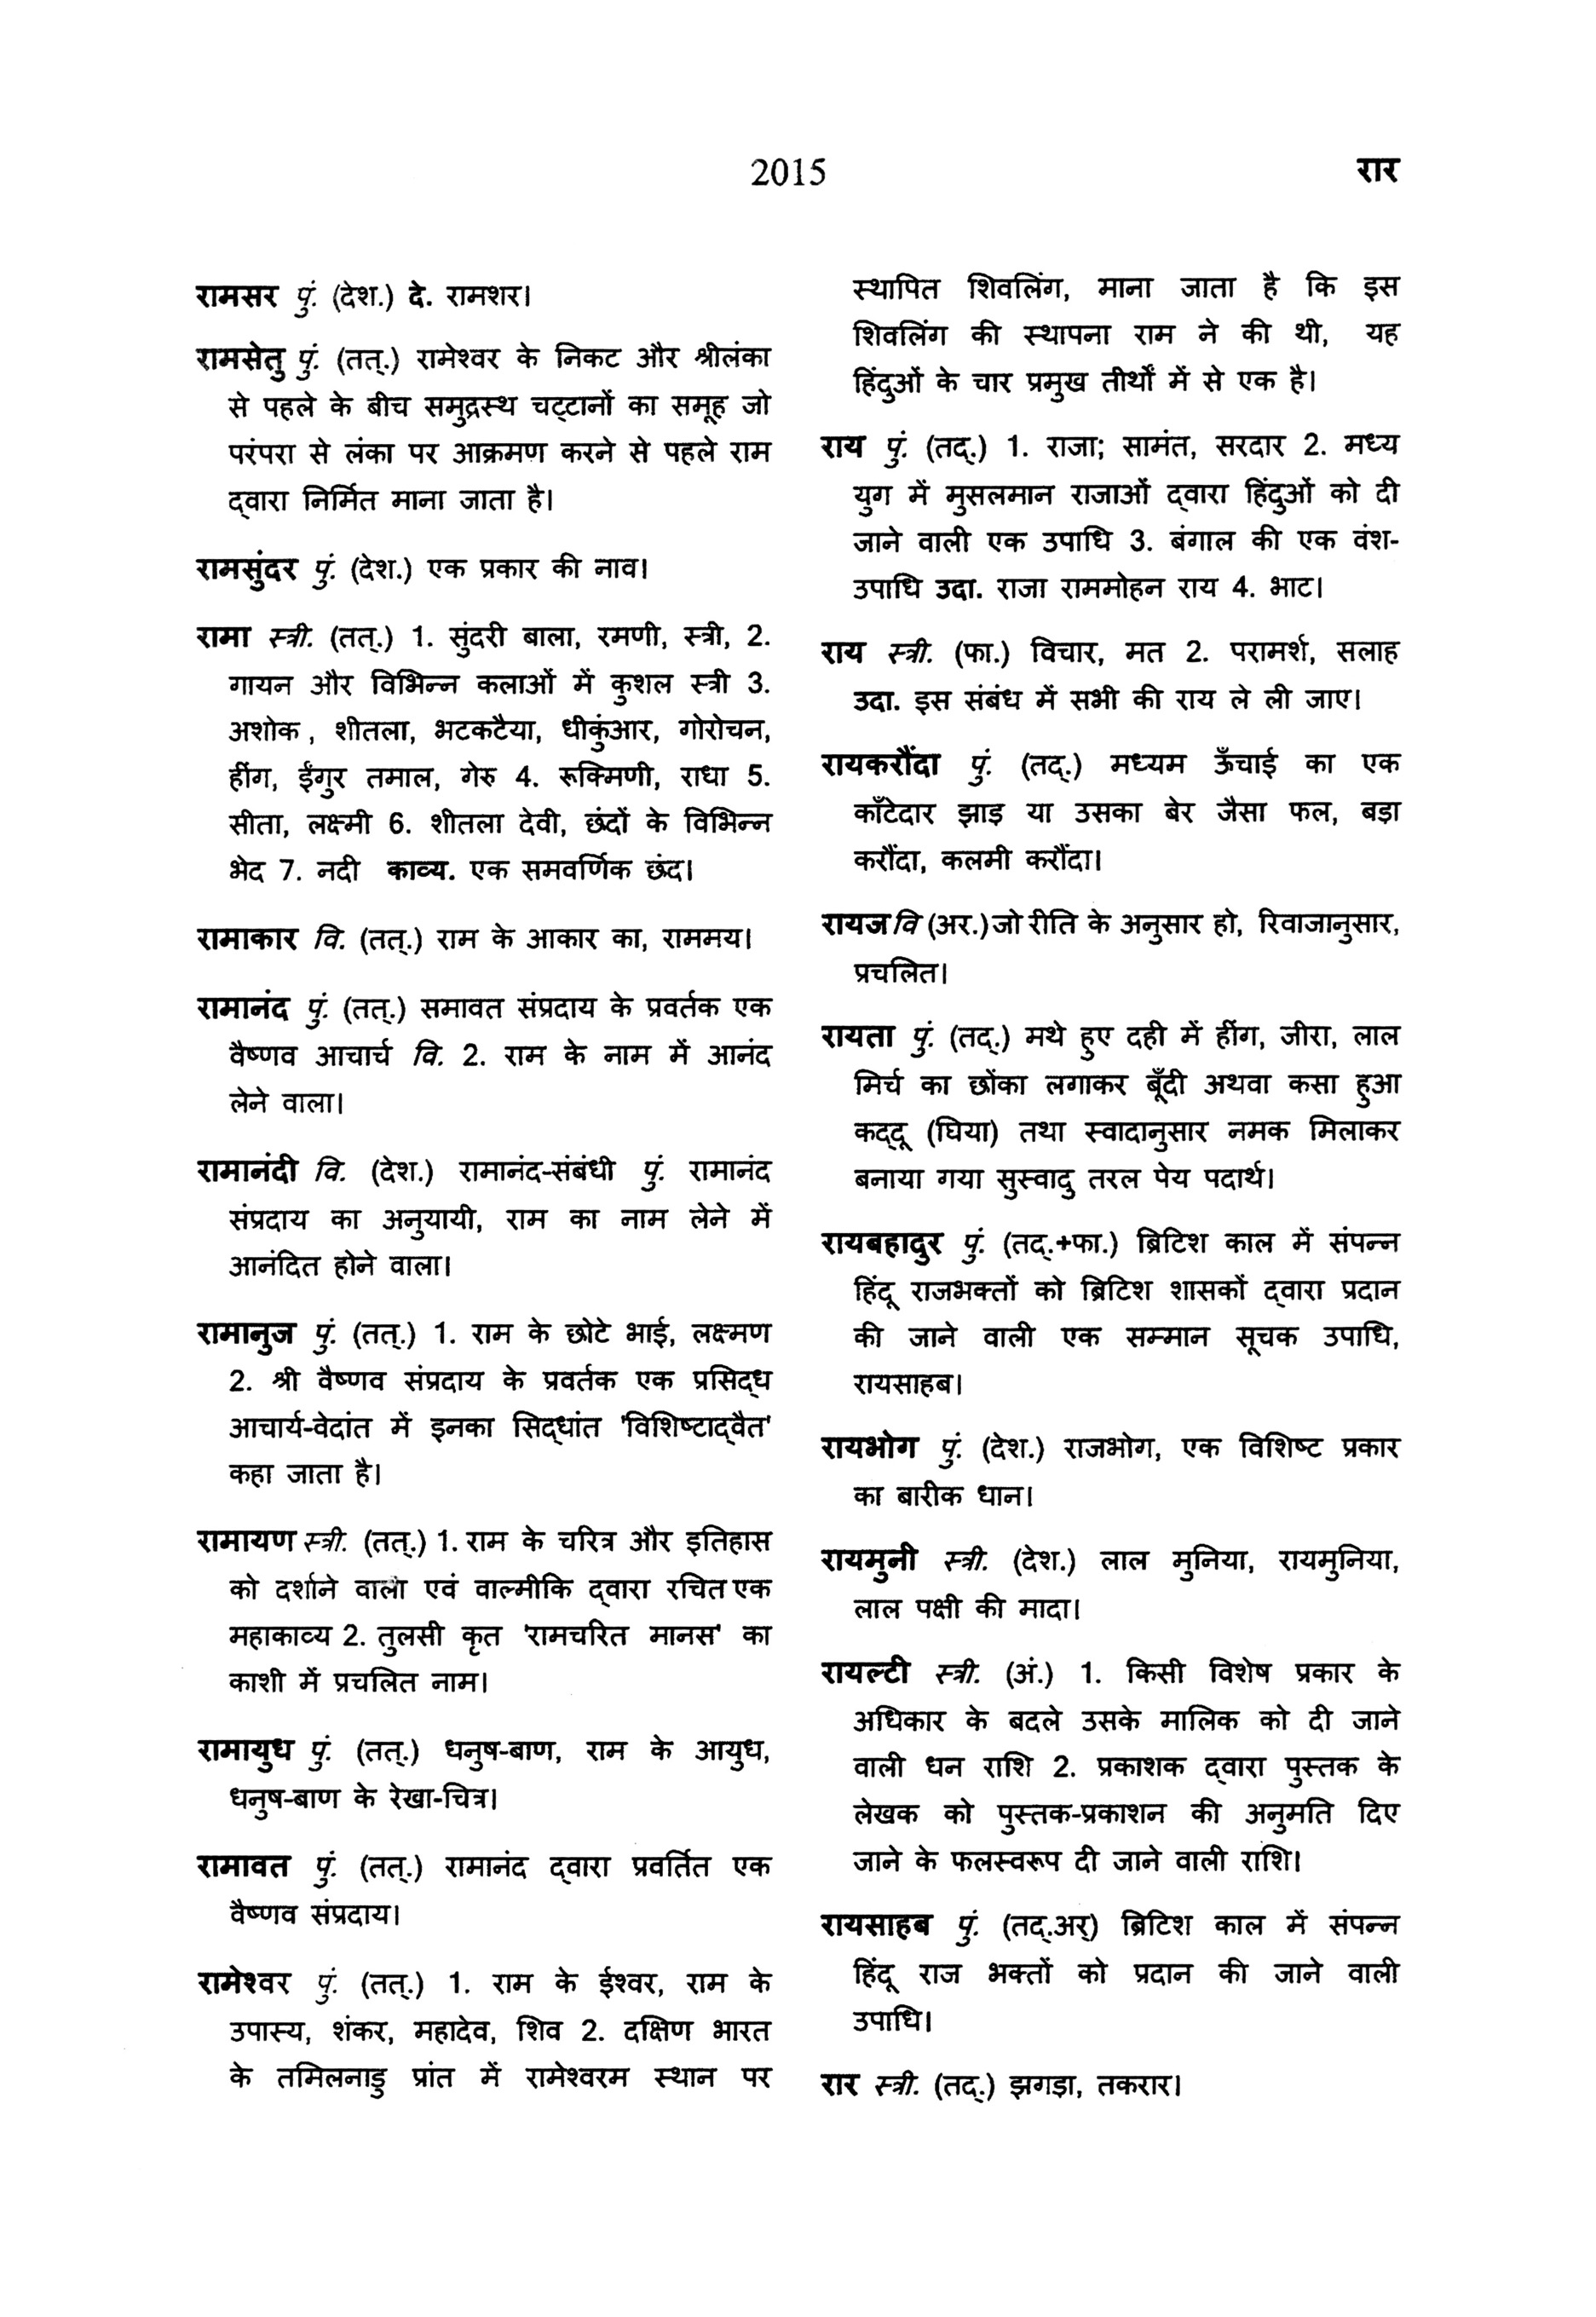 2015
रार
रामसर पुं. (देश.) दे. रामशर।
रामसेतु पुं. (तत्.) रामेश्वर के निकट और श्रीलंका
से पहले के बीच समुद्रस्थ चट्टानों का समूह जो
परंपरा से लंका पर आक्रमण करने से पहले राम
द्वारा निर्मित माना जाता है।
रामसुंदर पुं. (देश.) एक प्रकार की नाव।
रामा स्त्री. (तत्.) 1. सुंदरी बाला, रमणी, स्त्री, 2.
गायन और विभिन्न कलाओं में कुशल स्त्री 3.
अशोक , शीतला, भटकटैया, धीकुंआर, गोरोचन,
हींग, ईंगुर तमाल, गेरु 4. रूक्मिणी, राधा 5.
सीता, लक्ष्मी 6. शीतला देवी, छंदों के विभिन्न
भेद 7. नदी काव्य. एक समवर्णिक छंद।
रामाकार वि. (तत्.) राम के आकार का, राममय।
रामानंद पुं. (तत्.) समावत संप्रदाय के प्रवर्तक एक
वैष्णव आचार्च वि. 2. राम के नाम में आनंद
लेने वाला।
रामानंदी वि. (देश.) रामानंद-संबंधी पुं. रामानंद
संप्रदाय का अनुयायी, राम का नाम लेने में
आनंदित होने वाला।
रामानुज पुं. (तत्.) 1. राम के छोटे भाई, लक्ष्मण
2. श्री वैष्णव संप्रदाय के प्रवर्तक एक प्रसिद्ध
आचार्य-वेदांत में इनका सिद्धांत 'विशिष्टाद्वैत'
कहा जाता है।
रामायण स्त्री. (तत्.) 1. राम के चरित्र और इतिहास
को दर्शाने वाला एवं वाल्मीकि द्वारा रचित एक
महाकाव्य 2. तुलसी कृत 'रामचरित मानस' का
काशी में प्रचलित नाम।
रामायुध पुं. (तत्.) धनुष-बाण, राम के आयुध,
धनुष-बाण के रेखा-चित्र।
रामावत पुं. (तत्.) रामानंद द्वारा प्रवर्तित एक
वैष्णव संप्रदाय।
रामेश्वर पुं. (तत्.) 1. राम के ईश्वर, राम के
उपास्य, शंकर, महादेव, शिव 2. दक्षिण भारत
के तमिलनाडु प्रांत में रामेश्वरम स्थान पर
स्थापित शिवलिंग, माना जाता है कि इस
शिवलिंग की स्थापना राम ने की थी, यह
हिंदुओं के चार प्रमुख तीर्थों में से एक है।
राय पुं. (तद्.) 1. राजा; सामंत, सरदार 2. मध्य
युग में मुसलमान राजाओं द्वारा हिंदुओं को दी
जाने वाली एक उपाधि 3. बंगाल की एक वंश-
उपाधि उदा. राजा राममोहन राय 4. भाट।
राय स्त्री. (फा.) विचार, मत 2. परामर्श, सलाह
उदा. इस संबंध में सभी की राय ले ली जाए।
रायकरौंदा पुं. (तद्.) मध्यम ऊँचाई का एक
काँटेदार झाड़ या उसका बेर जैसा फल, बड़ा
करौंदा, कलमी करौंदा।
रायज वि (अर.) जो रीति के अनुसार हो, रिवाजानुसार,
प्रचलित।
रायता पुं. (तद्.) मथे हुए दही में हींग, जीरा, लाल
मिर्च का छोंका लगाकर बूँदी अथवा कसा हुआ
कद्दू (घिया) तथा स्वादानुसार नमक मिलाकर
बनाया गया सुस्वादु तरल पेय पदार्थ।
रायबहादुर पुं. (तद्.+फा.) ब्रिटिश काल में संपन्न
हिंदू राजभक्तों को ब्रिटिश शासकों द्वारा प्रदान
की जाने वाली एक सम्मान सूचक उपाधि,
रायसाहब।
रायभोग पुं. (देश.) राजभोग, एक विशिष्ट प्रकार
का बारीक धान।
रायमुनी स्त्री. (देश.) लाल मुनिया, रायमुनिया,
लाल पक्षी की मादा।
रायल्टी स्त्री. (अं.) 1. किसी विशेष प्रकार के
अधिकार के बदले उसके मालिक को दी जाने
वाली धन राशि 2. प्रकाशक द्वारा पुस्तक के
लेखक को पुस्तक-प्रकाशन की अनुमति दिए
जाने के फलस्वरूप दी जाने वाली राशि।
रायसाहब पुं. (तद्.अर्) ब्रिटिश काल में संपन्न
हिंदू राज भक्तों को प्रदान की जाने वाली
उपाधि।
रार स्त्री. (तद्.) झगड़ा, तकरार।